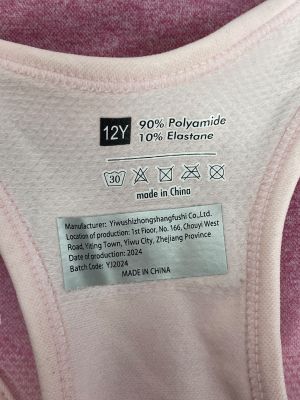 12Y
90% Polyamide
10% Elastane
30
made in China
Manufacturer: Yiwushizhongshangfushi Co.,Ltd.
Location of production: 1st Floor, No. 166, Chouyi West
Road, Yiting Town, Yiwu City, Zhejiang Province
Date of production: 2024
Batch Code: YJ2024
MADE IN CHINA